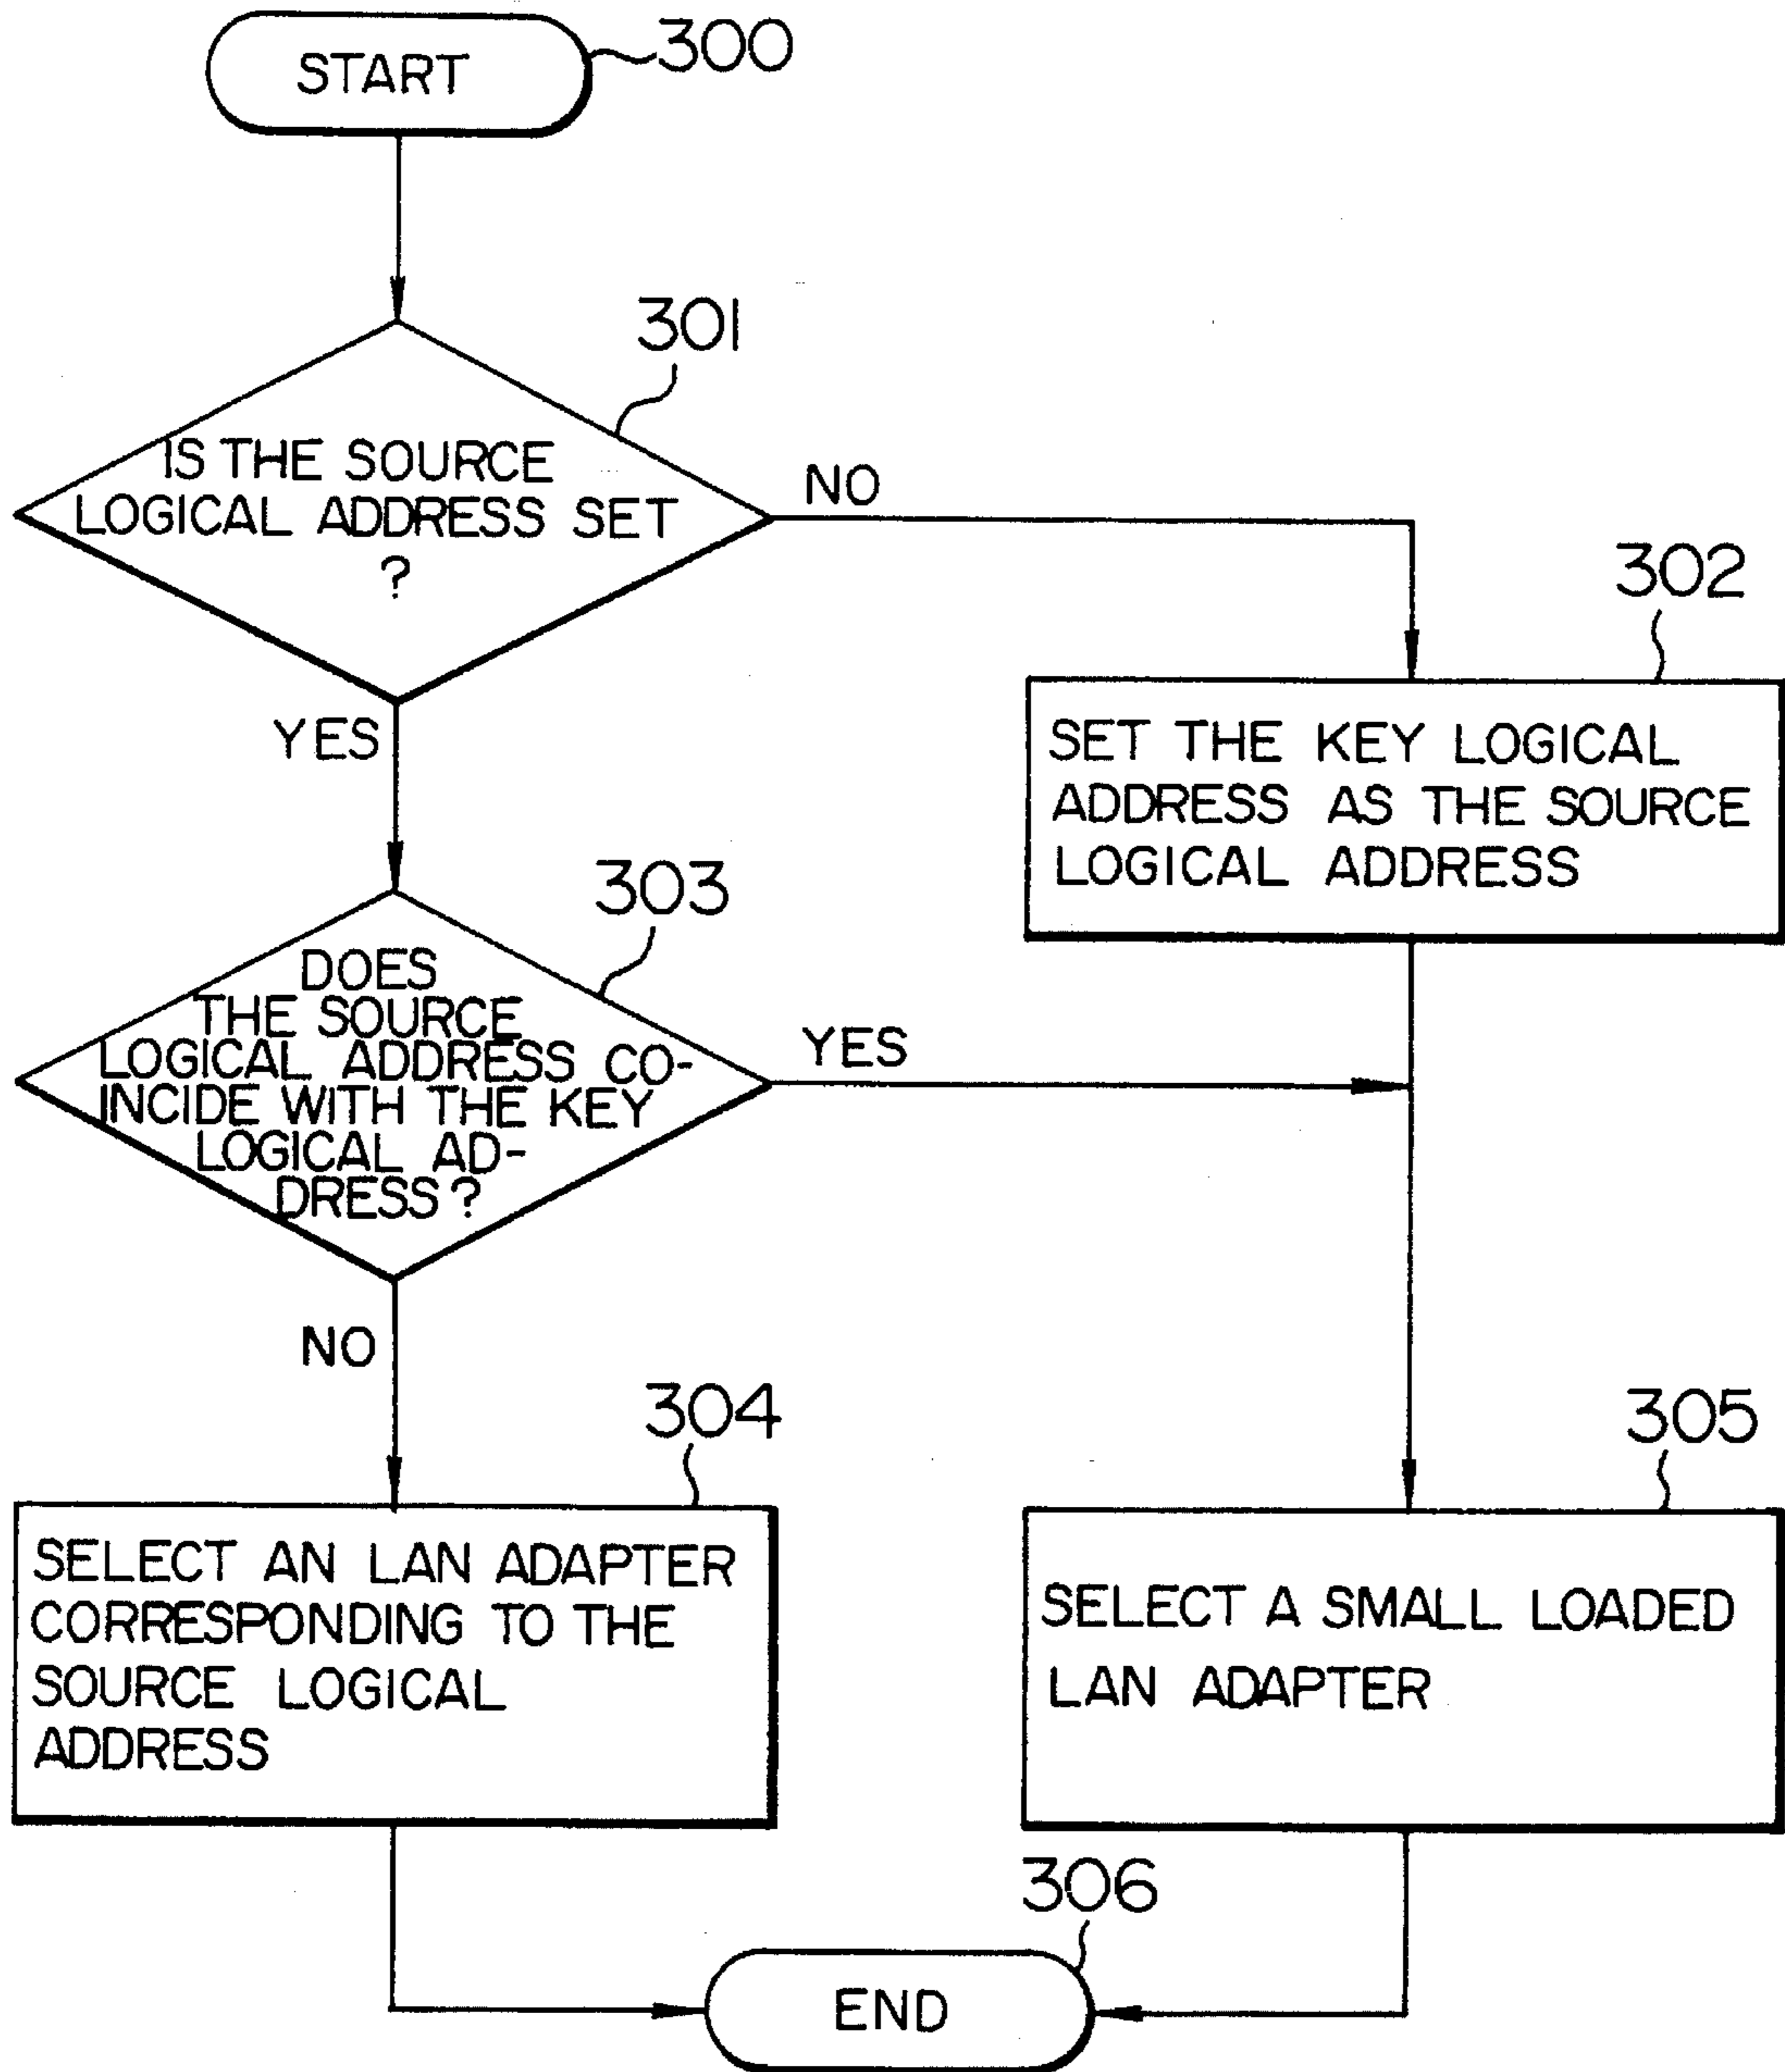 START
300
301
IS THE SOURCE
LOGICAL ADDRESS SET
?
NO
302
YES
SET THE KEY LOGICAL
ADDRESS AS THE SOURCE
LOGICAL ADDRESS
303
DOES
THE SOURCE
LOGICAL ADDRESS CO-
INCIDE WITH THE KEY
LOGICAL AD-
DRESS?
YES
NO
304
SELECT AN LAN ADAPTER
CORRESPONDING TO THE
SOURCE LOGICAL
ADDRESS
305
SELECT A SMALL LOADED
LAN ADAPTER
306
END